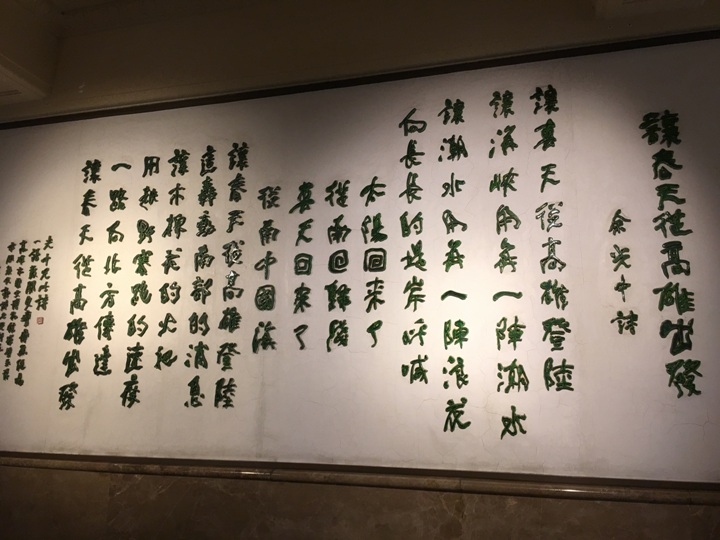 讓春天從高雄出發
余光中詩
讓春天從高雄登陸
讓海峽用每一陣潮水
讓潮水用每一陣浪花
向長長的堤岸呼喊
太陽回來了
從南回歸線
春天回來了
從南中國海
讓春天從高雄登陸
這轟動南部的消息
讓木棉花的火把
用越野賽跑的速度
一路向北方傳達
讓春天從高雄出發
光中兄此詩